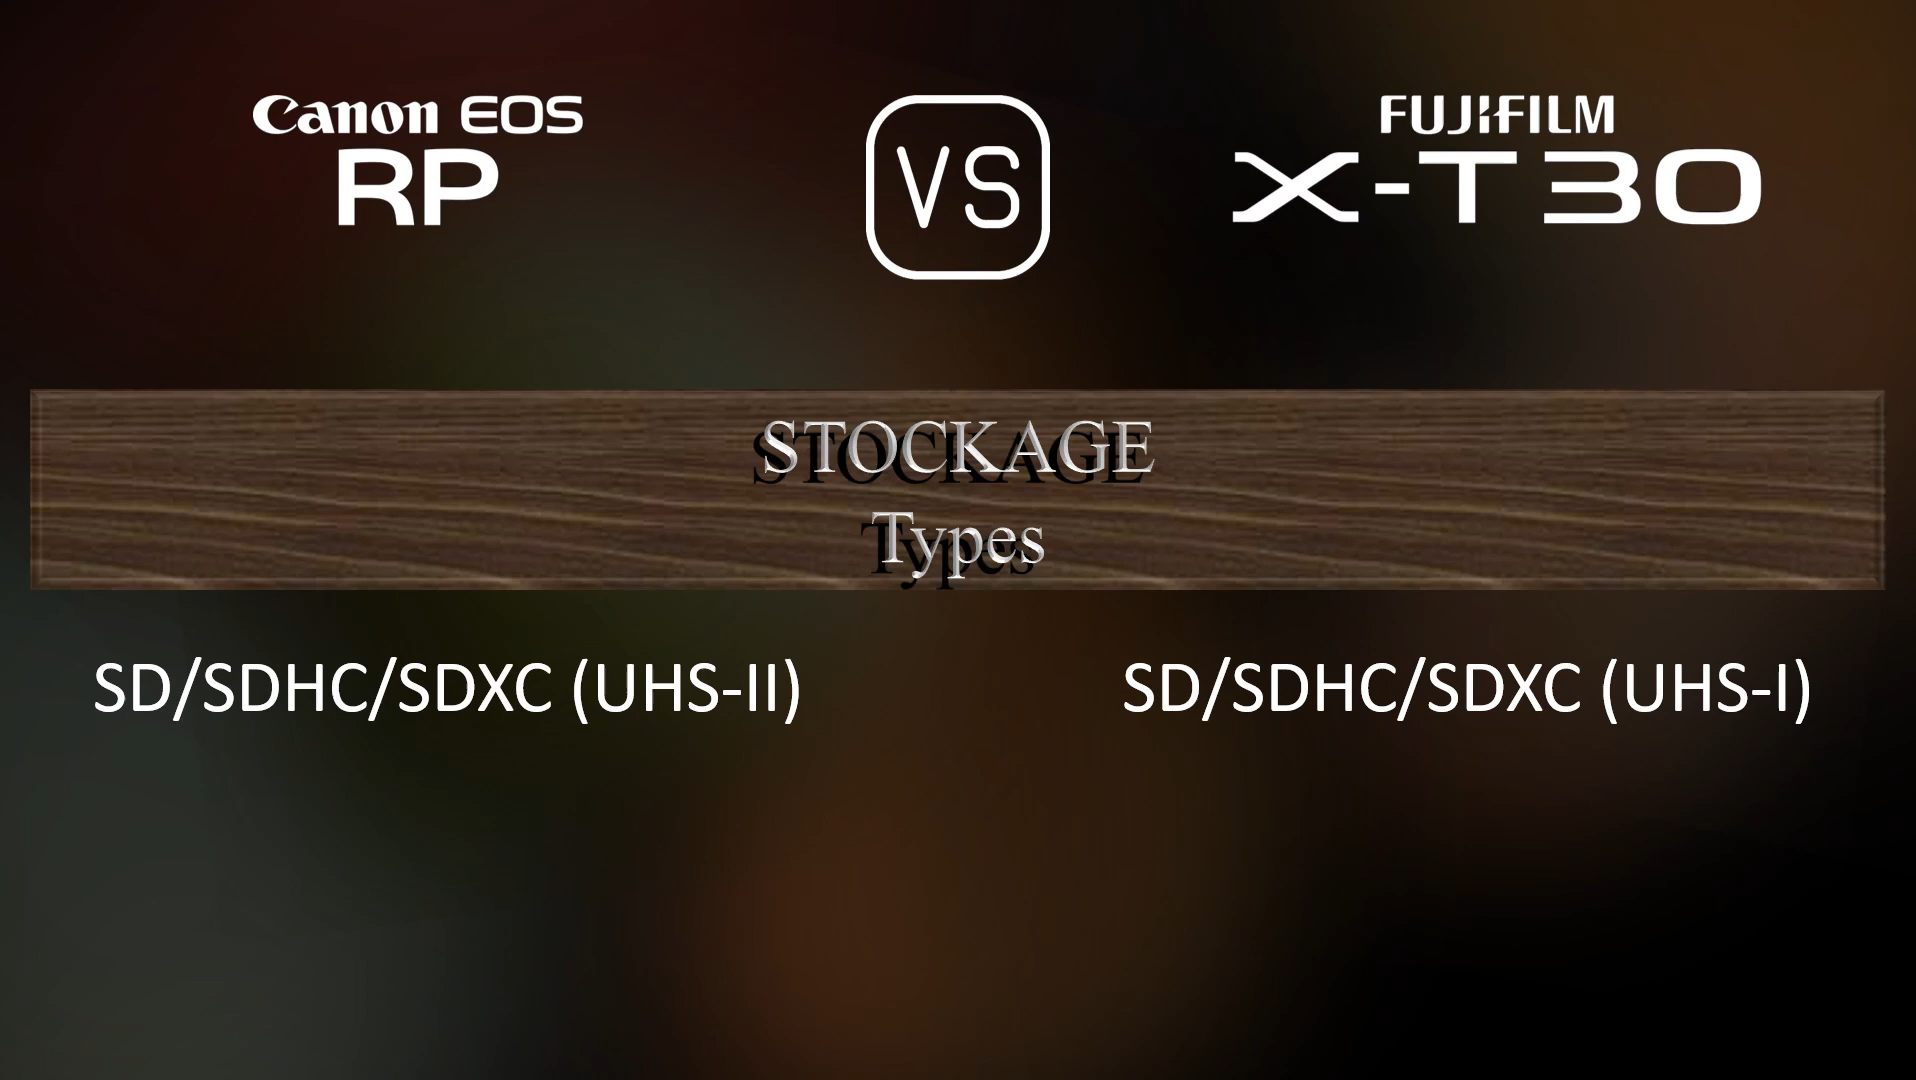 Canon EOS
RP
VS
FUJIFILM
X-T30
STOCKAGE
Types
SD/SDHC/SDXC (UHS-II)
SD/SDHC/SDXC (UHS-I)